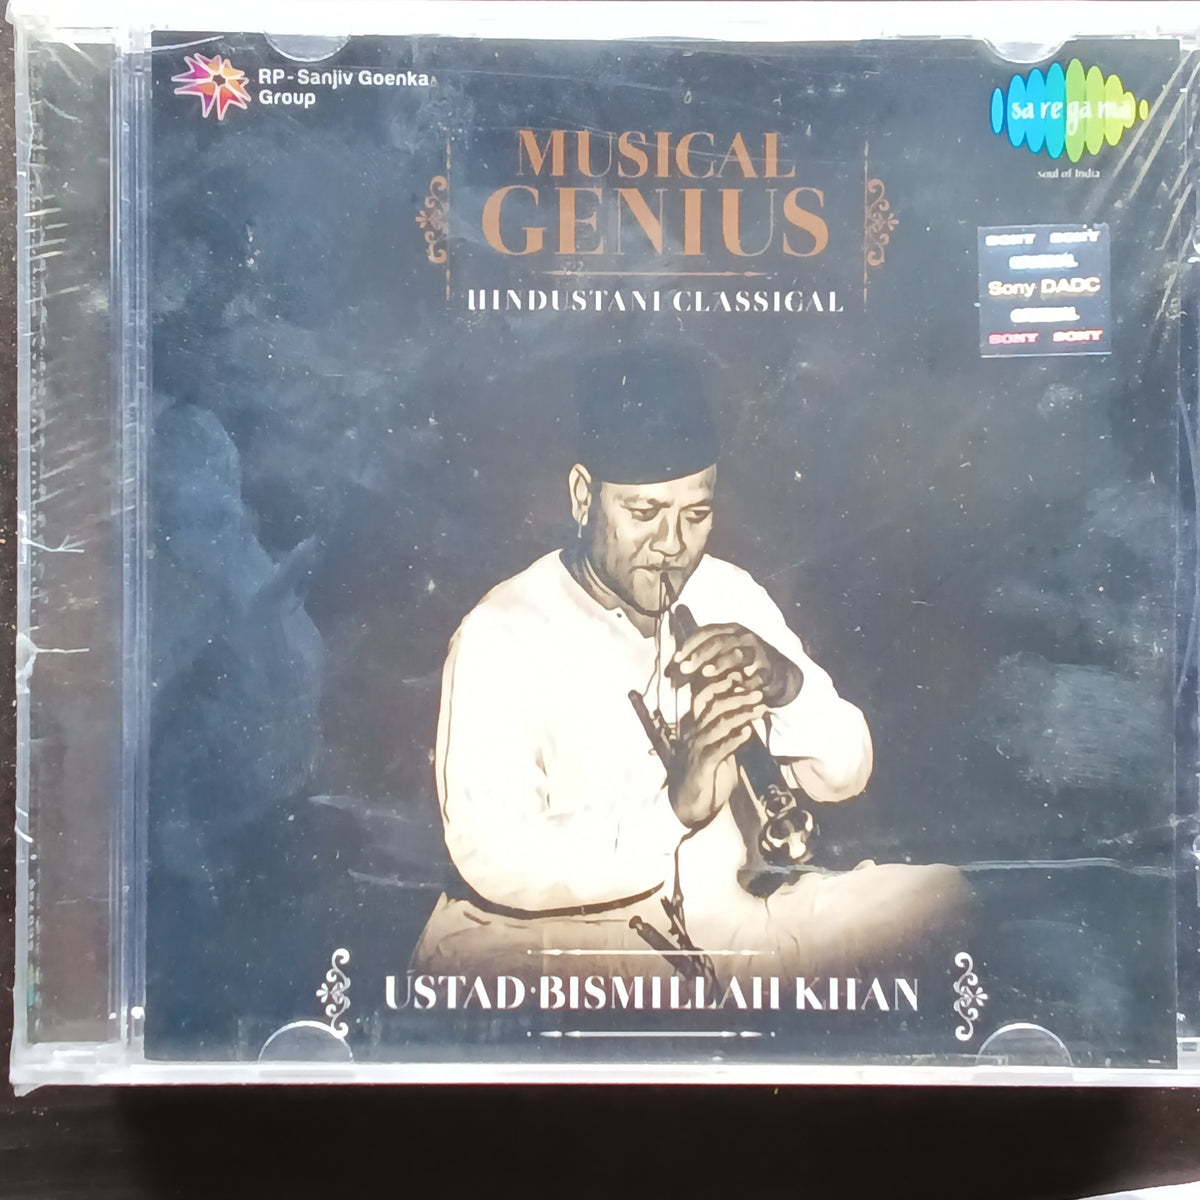 RP-Sanjiv Goenka
Group
sa re ga ma
soul of India
MUSICAL
GENIUS
HINDUSTANI CLASSICAL
SONY SONY
Sony DADC
SONY SONY
USTAD·BISMILLAH KHAN